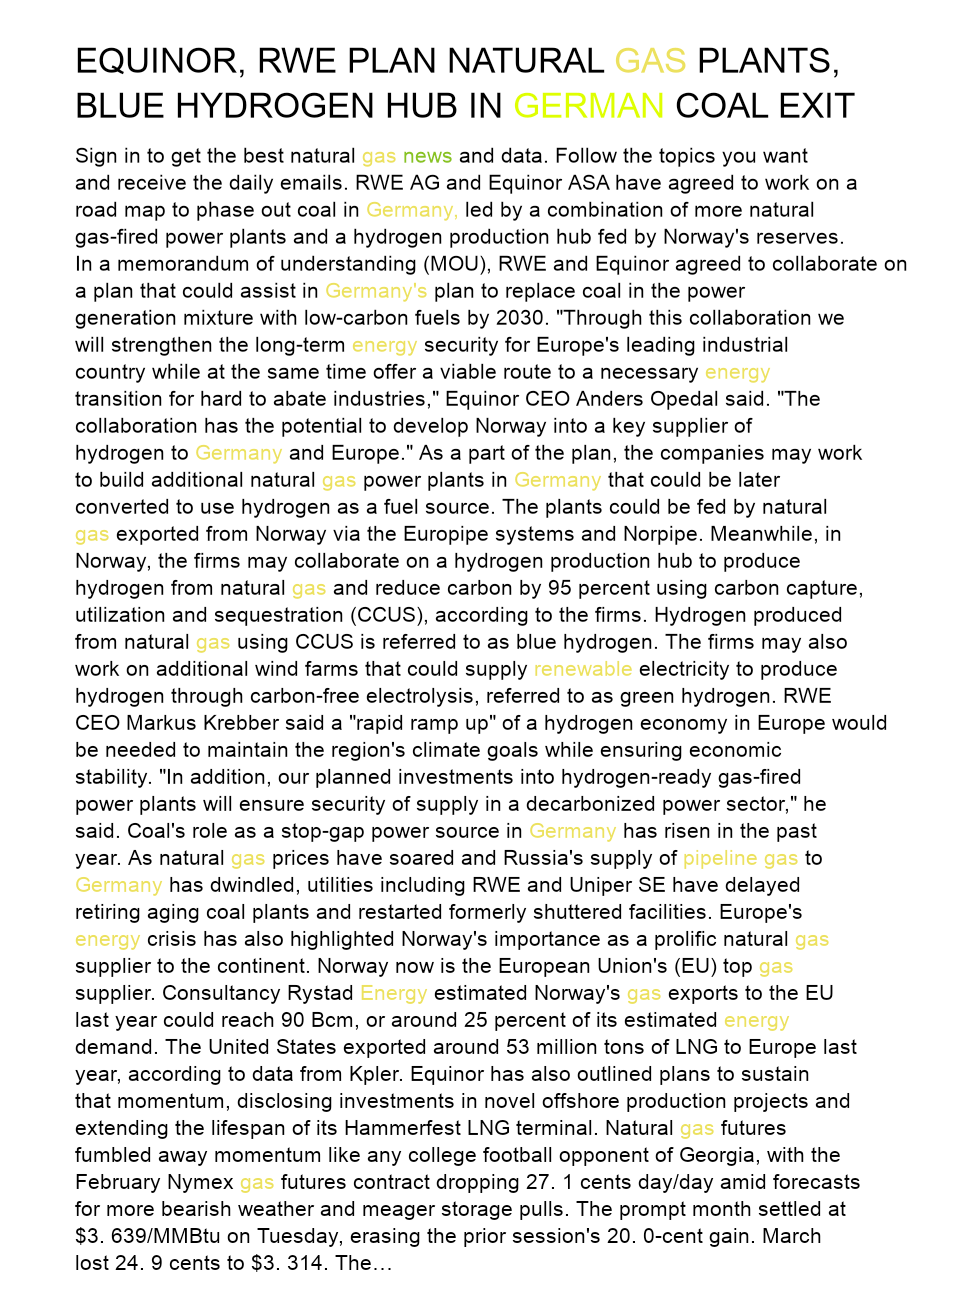 EQUINOR, RWE PLAN NATURAL GAS PLANTS,
BLUE HYDROGEN HUB IN GERMAN COAL EXIT
Sign in to get the best natural gas news and data. Follow the topics you want
and receive the daily emails. RWE AG and Equinor ASA have agreed to work on a
road map to phase out coal in Germany, led by a combination of more natural
gas-fired power plants and a hydrogen production hub fed by Norway's reserves.
In a memorandum of understanding (MOU), RWE and Equinor agreed to collaborate on
a plan that could assist in Germany's plan to replace coal in the power
generation mixture with low-carbon fuels by 2030. "Through this collaboration we
will strengthen the long-term energy security for Europe's leading industrial
country while at the same time offer a viable route to a necessary energy
transition for hard to abate industries," Equinor CEO Anders Opedal said. "The
collaboration has the potential to develop Norway into a key supplier of
hydrogen to Germany and Europe." As a part of the plan, the companies may work
to build additional natural gas power plants in Germany that could be later
converted to use hydrogen as a fuel source. The plants could be fed by natural
gas exported from Norway via the Europipe systems and Norpipe. Meanwhile, in
Norway, the firms may collaborate on a hydrogen production hub to produce
hydrogen from natural gas and reduce carbon by 95 percent using carbon capture,
utilization and sequestration (CCUS), according to the firms. Hydrogen produced
from natural gas using CCUS is referred to as blue hydrogen. The firms may also
work on additional wind farms that could supply renewable electricity to produce
hydrogen through carbon-free electrolysis, referred to as green hydrogen. RWE
CEO Markus Krebber said a "rapid ramp up" of a hydrogen economy in Europe would
be needed to maintain the region's climate goals while ensuring economic
stability. "In addition, our planned investments into hydrogen-ready gas-fired
power plants will ensure security of supply in a decarbonized power sector," he
said. Coal's role as a stop-gap power source in Germany has risen in the past
year. As natural gas prices have soared and Russia's supply of pipeline gas to
Germany has dwindled, utilities including RWE and Uniper SE have delayed
retiring aging coal plants and restarted formerly shuttered facilities. Europe's
energy crisis has also highlighted Norway's importance as a prolific natural gas
supplier to the continent. Norway now is the European Union's (EU) top gas
supplier. Consultancy Rystad Energy estimated Norway's gas exports to the EU
last year could reach 90 Bcm, or around 25 percent of its estimated energy
demand. The United States exported around 53 million tons of LNG to Europe last
year, according to data from Kpler. Equinor has also outlined plans to sustain
that momentum, disclosing investments in novel offshore production projects and
extending the lifespan of its Hammerfest LNG terminal. Natural gas futures
fumbled away momentum like any college football opponent of Georgia, with the
February Nymex gas futures contract dropping 27. 1 cents day/day amid forecasts
for more bearish weather and meager storage pulls. The prompt month settled at
$3. 639/MMBtu on Tuesday, erasing the prior session's 20. 0-cent gain. March
lost 24. 9 cents to $3. 314. The…